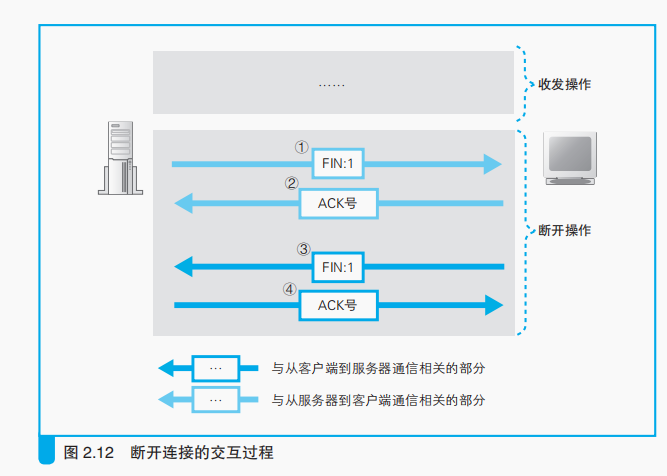 ……
收发操作
①
FIN:1
②
ACK号
断开操作
③
FIN:1
④
ACK号
… 与从客户端到服务器通信相关的部分
… 与从服务器到客户端通信相关的部分
图 2.12 断开连接的交互过程